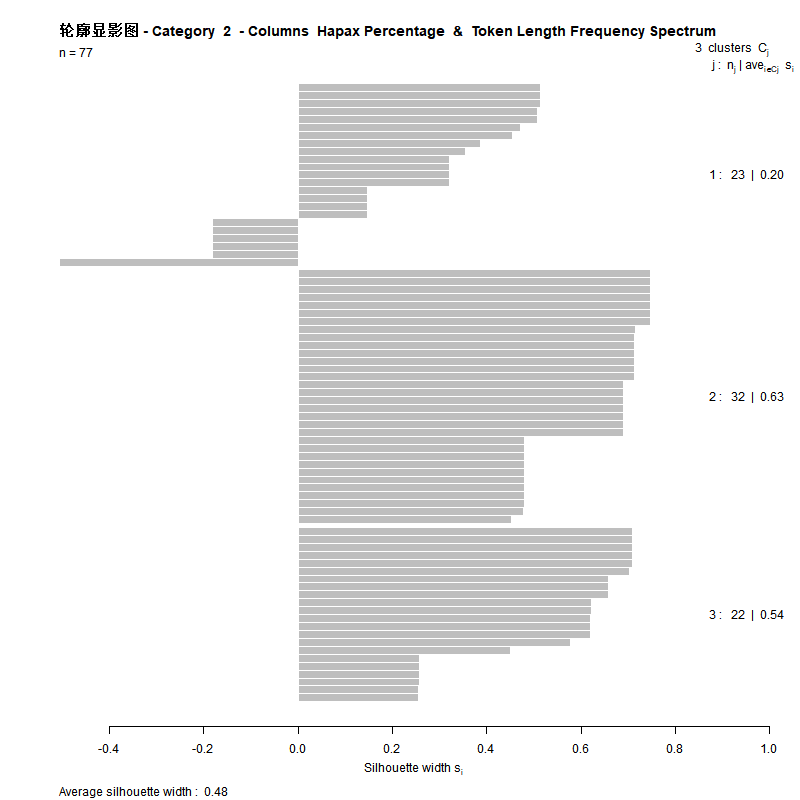 轮廓显影图 - Category 2 - Columns Hapax Percentage & Token Length Frequency Spectrum
n = 77
3 clusters Cj
j : nj | avei∈Cj si
1 : 23 | 0.20
2 : 32 | 0.63
3 : 22 | 0.54
-0.4 -0.2 0.0 0.2 0.4 0.6 0.8 1.0
Silhouette width si
Average silhouette width : 0.48